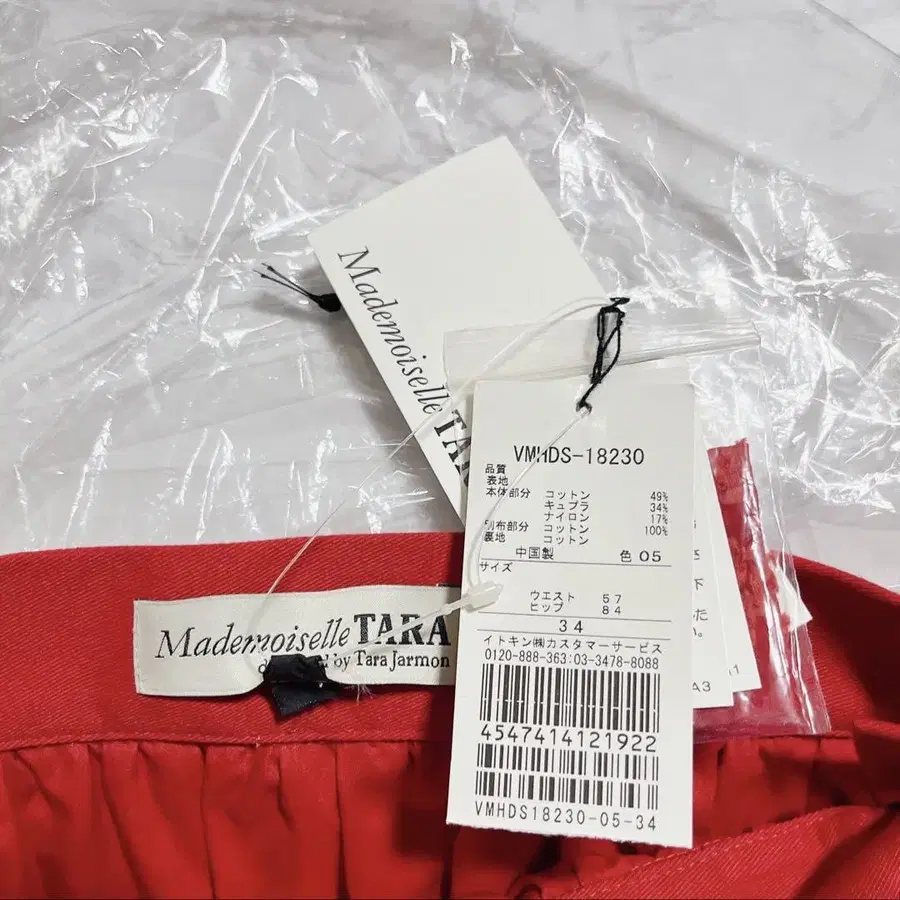 Mademoiselle
TARA
VMHDS-18230
品質
表地
本体部分 コットン 49%
キュプラ 34%
ナイロン 17%
別布部分 コットン 100%
裏地 コットン
中国製 色 05
サイズ
ウエスト 57
ヒップ 84
34
イトキン㈱カスタマーサービス
0120-888-363:03-3478-8088
4547414121922
VMHDS18230-05-34
Mademoiselle TARA
by Tara Jarmon
下
た
い。
A3